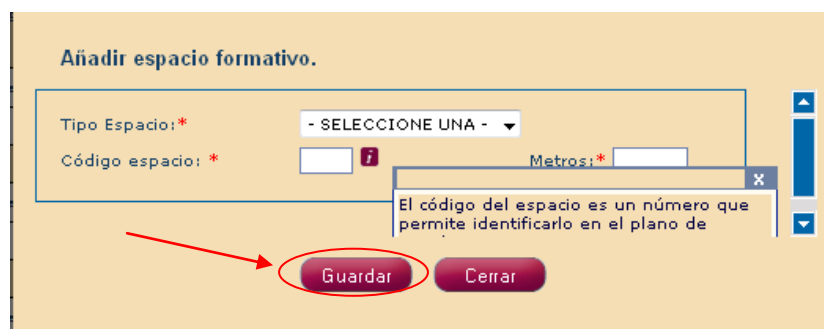 Añadir espacio formativo.
Tipo Espacio:* - SELECCIONE UNA -
Código espacio: * i Metros:*
x
El código del espacio es un número que
permite identificarlo en el plano de
Guardar Cerrar